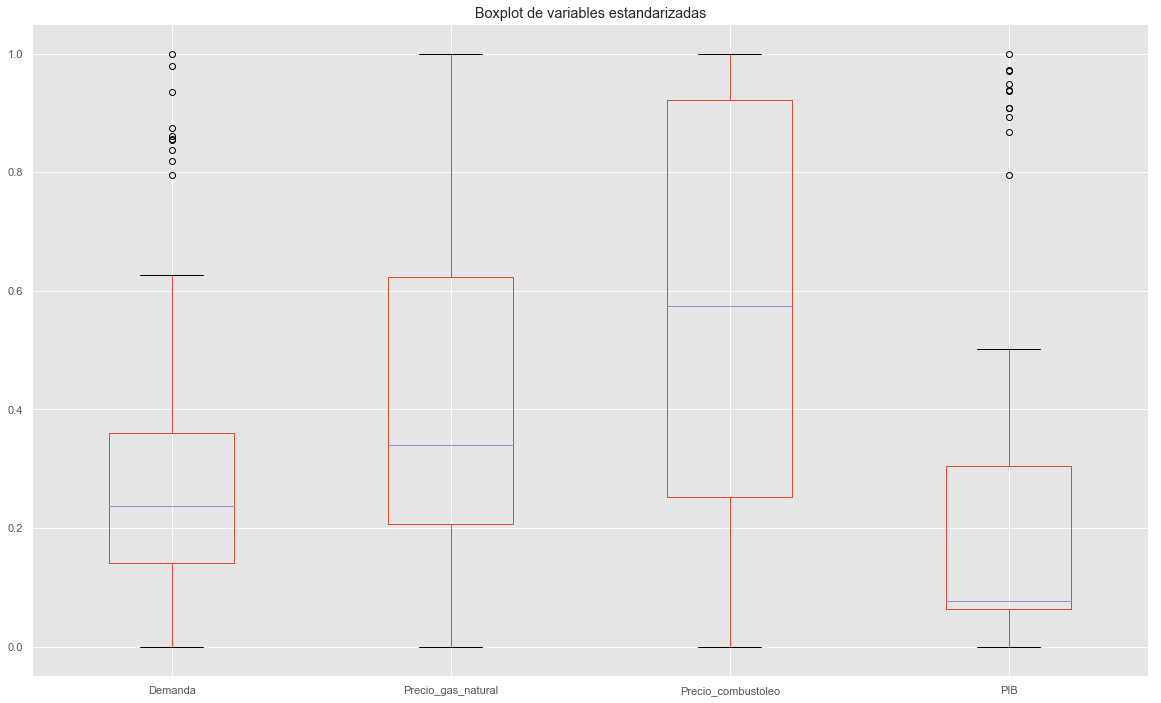 Boxplot de variables estandarizadas
1.0
0.8
0.6
0.4
0.2
0.0
Demanda
Precio_gas_natural
Precio_combustoleo
PIB